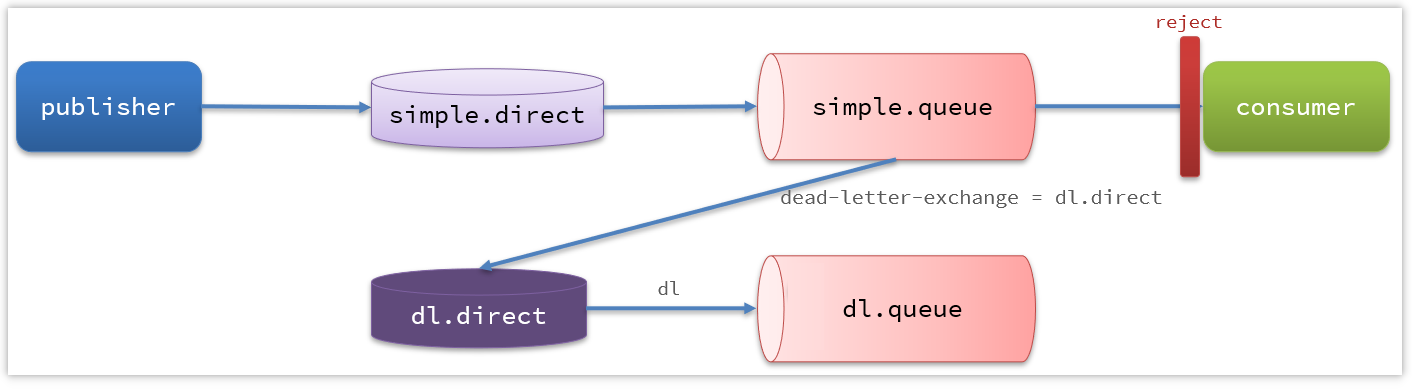 reject
publisher
simple.direct
simple.queue
consumer
dead-letter-exchange = dl.direct
dl.direct
dl
dl.queue